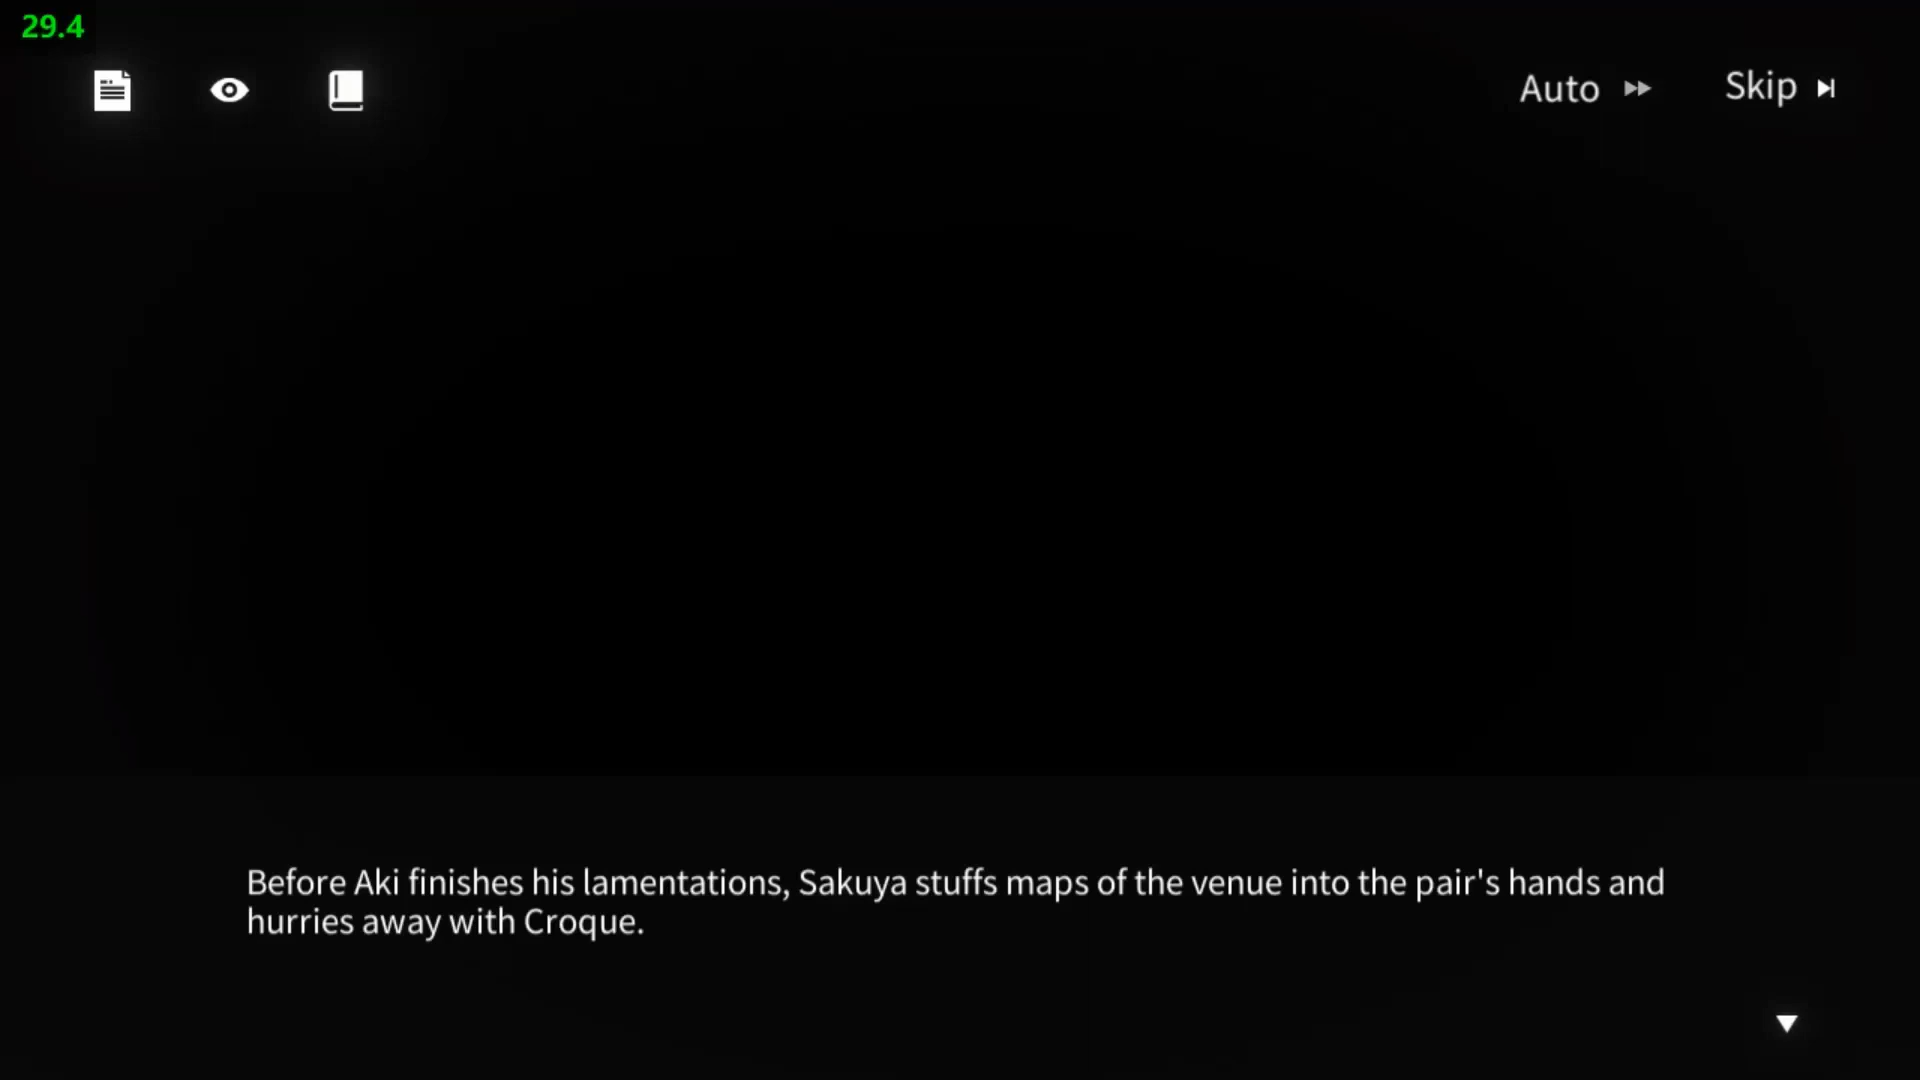 29.4
Auto
Skip
Before Aki finishes his lamentations, Sakuya stuffs maps of the venue into the pair's hands and
hurries away with Croque.